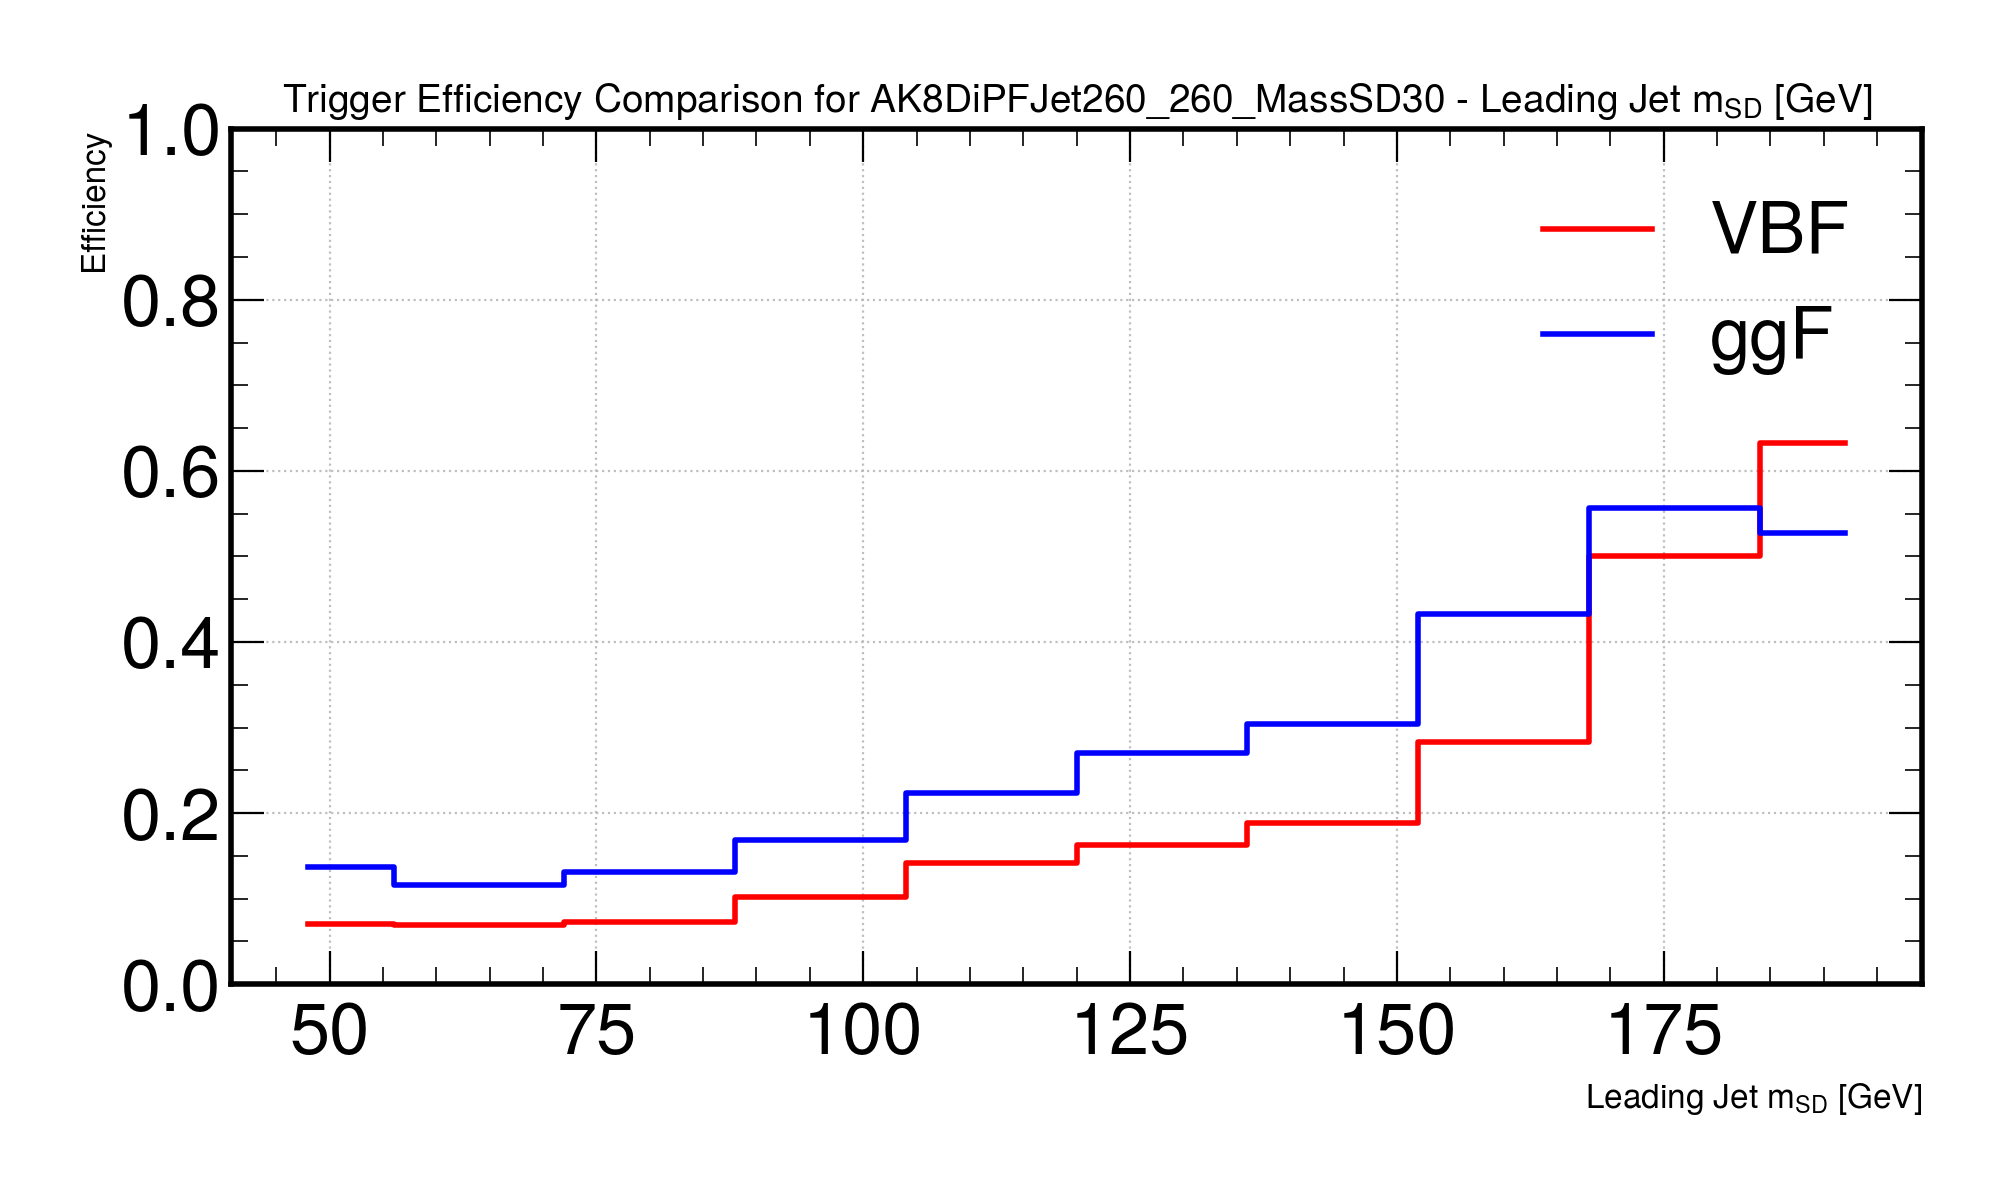 Trigger Efficiency Comparison for AK8DiPFJet260_260_MassSD30 - Leading Jet mSD [GeV]
Efficiency
1.0
0.8
0.6
0.4
0.2
0.0
VBF
ggF
50 75 100 125 150 175
Leading Jet mSD [GeV]